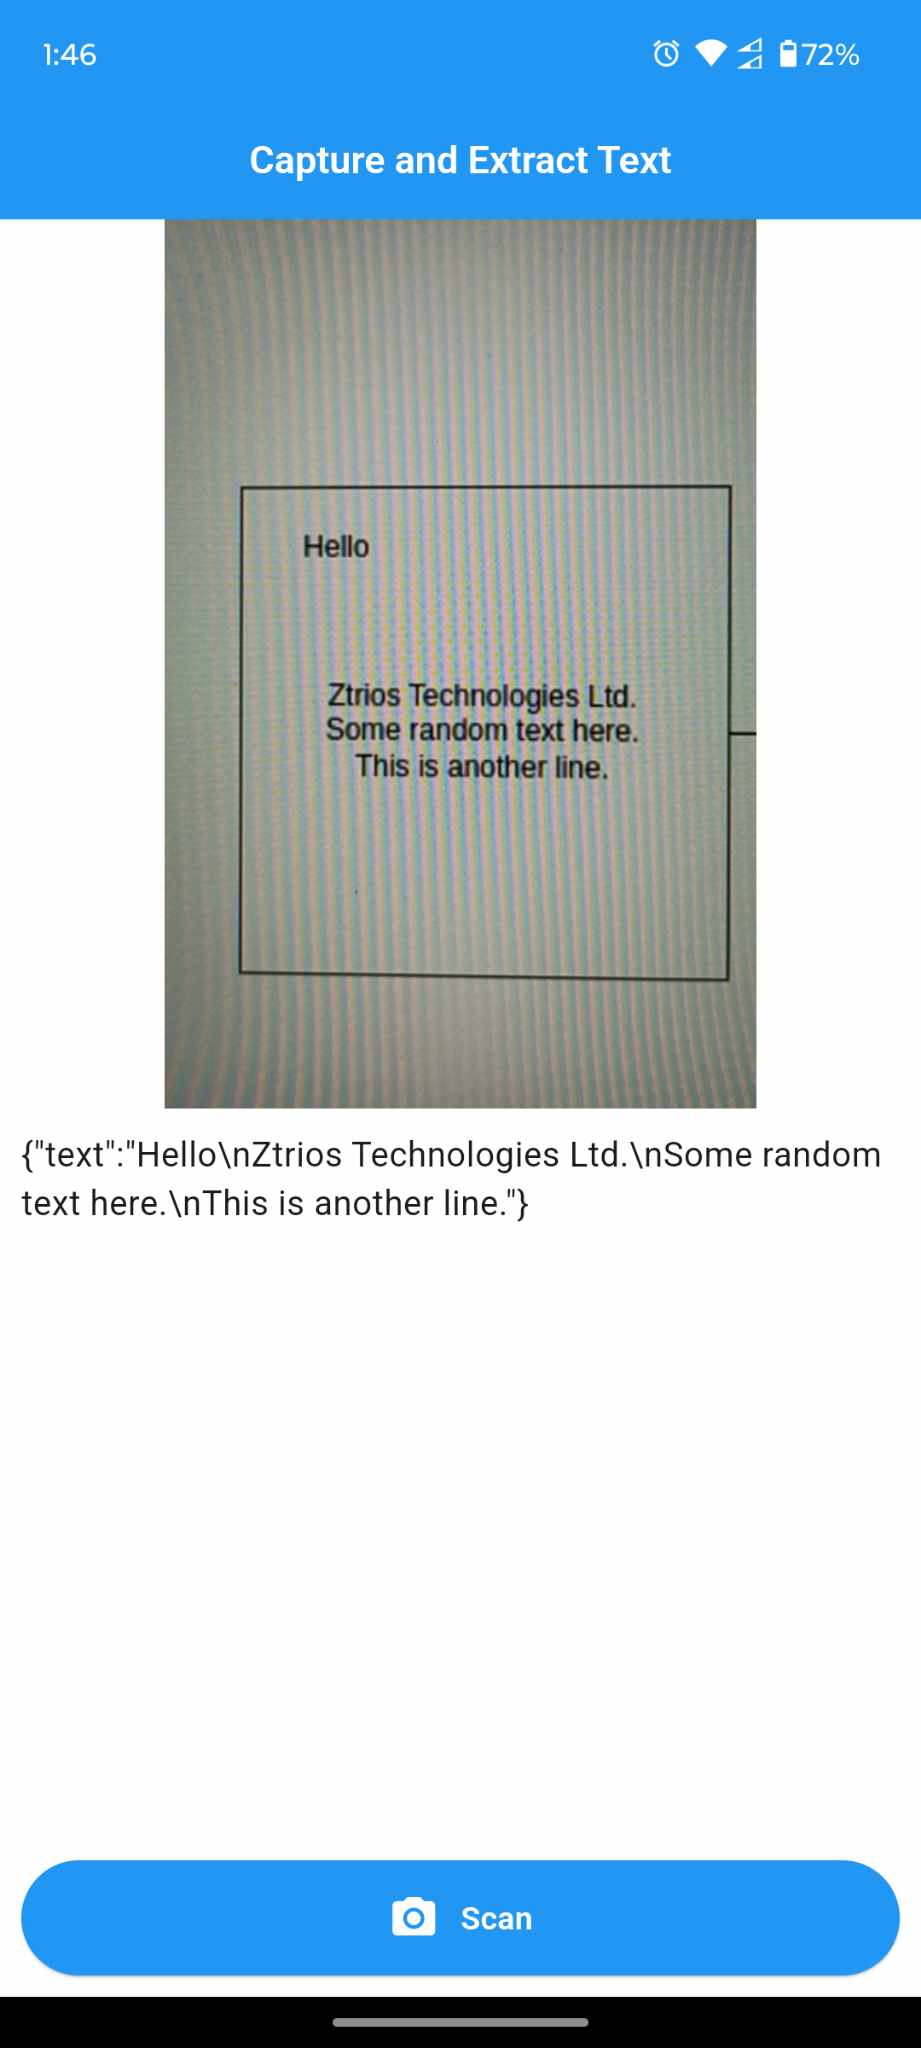 1:46
72%
Capture and Extract Text
Hello
Ztrios Technologies Ltd.
Some random text here.
This is another line.
{"text":"Hello\nZtrios Technologies Ltd.\nSome random
text here.\nThis is another line."}
Scan